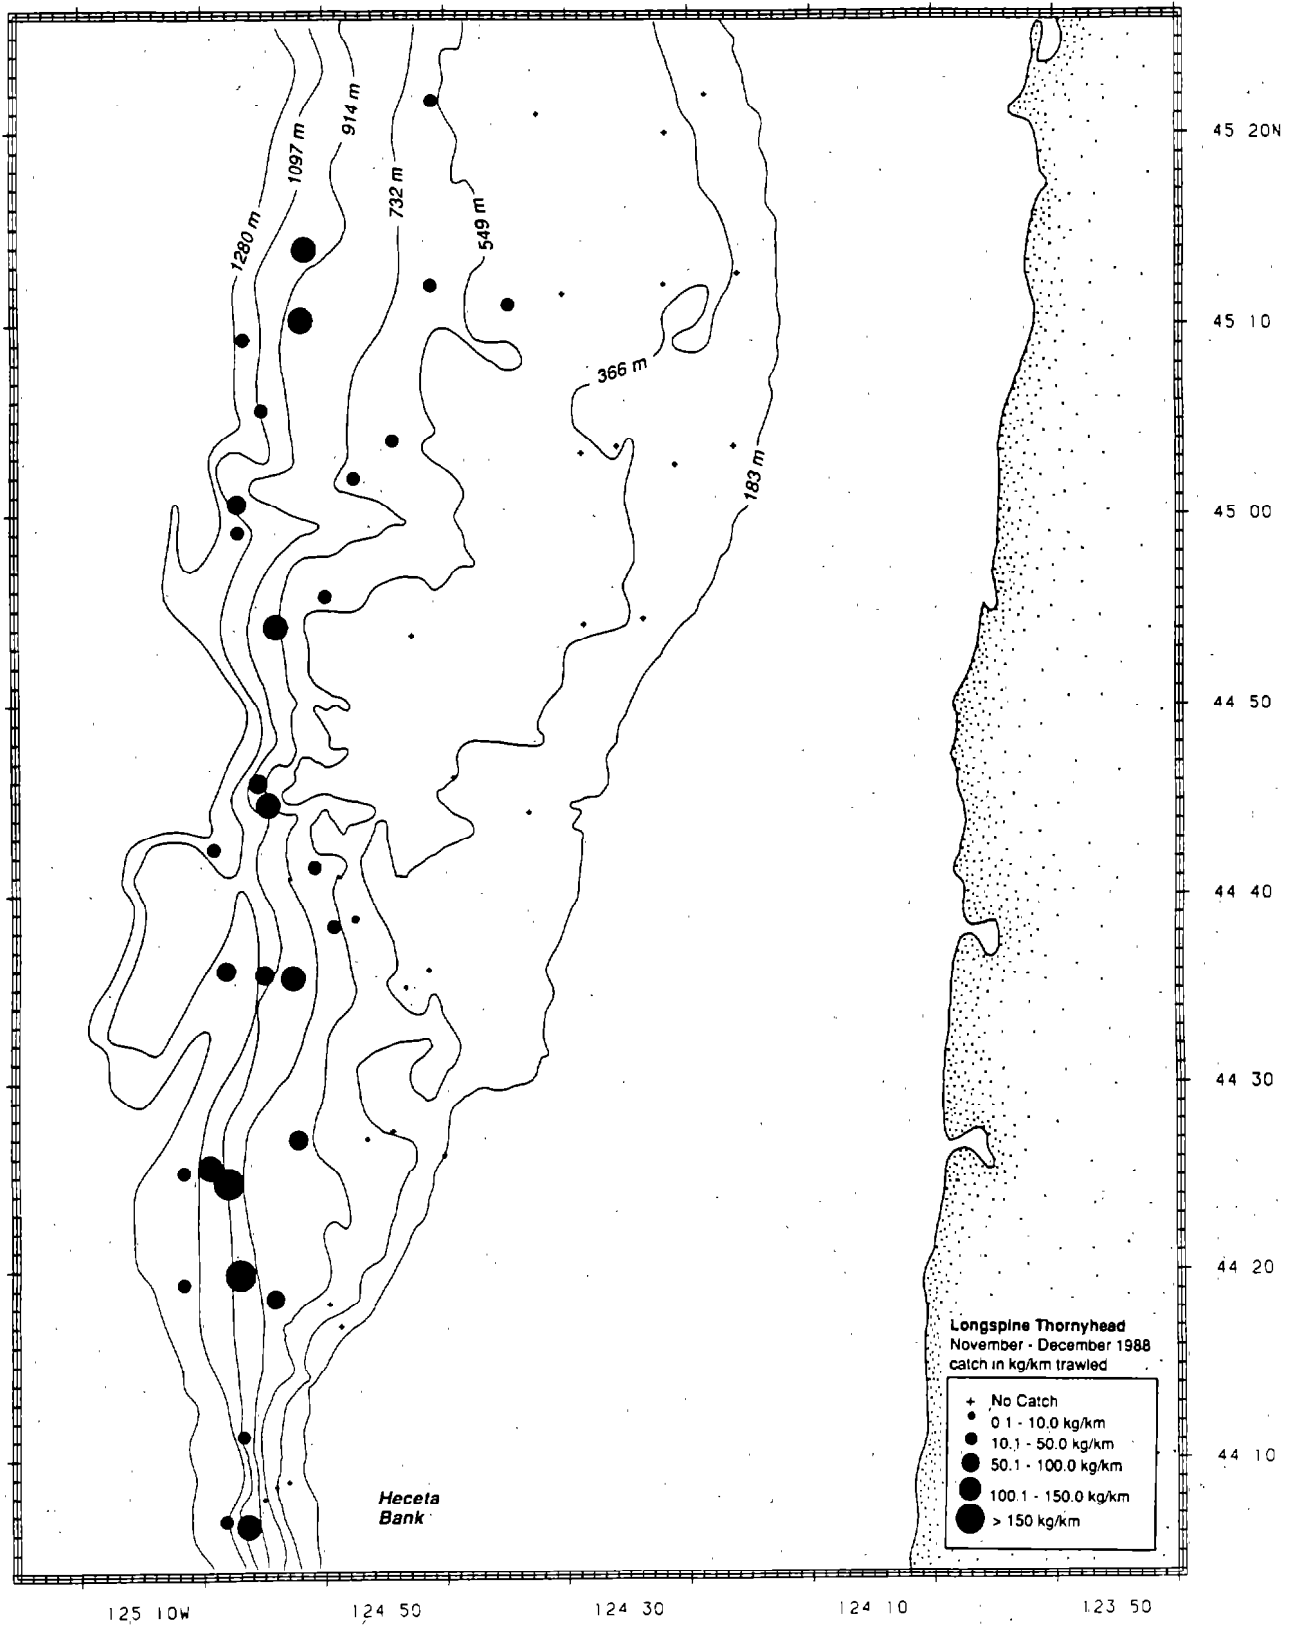 914 m
1097 m
732 m
549 m
1280 m
366 m
183 m
45 20N
45 10
45 00
44 50
44 40
44 30
44 20
44 10
Longspine Thornyhead
November - December 1988
catch in kg/km trawled
No Catch
0.1 - 10.0 kg/km
10.1 - 50.0 kg/km
50.1 - 100.0 kg/km
100.1 - 150.0 kg/km
> 150 kg/km
Heceta
Bank
125 10W
124 50
124 30
124 10
123 50